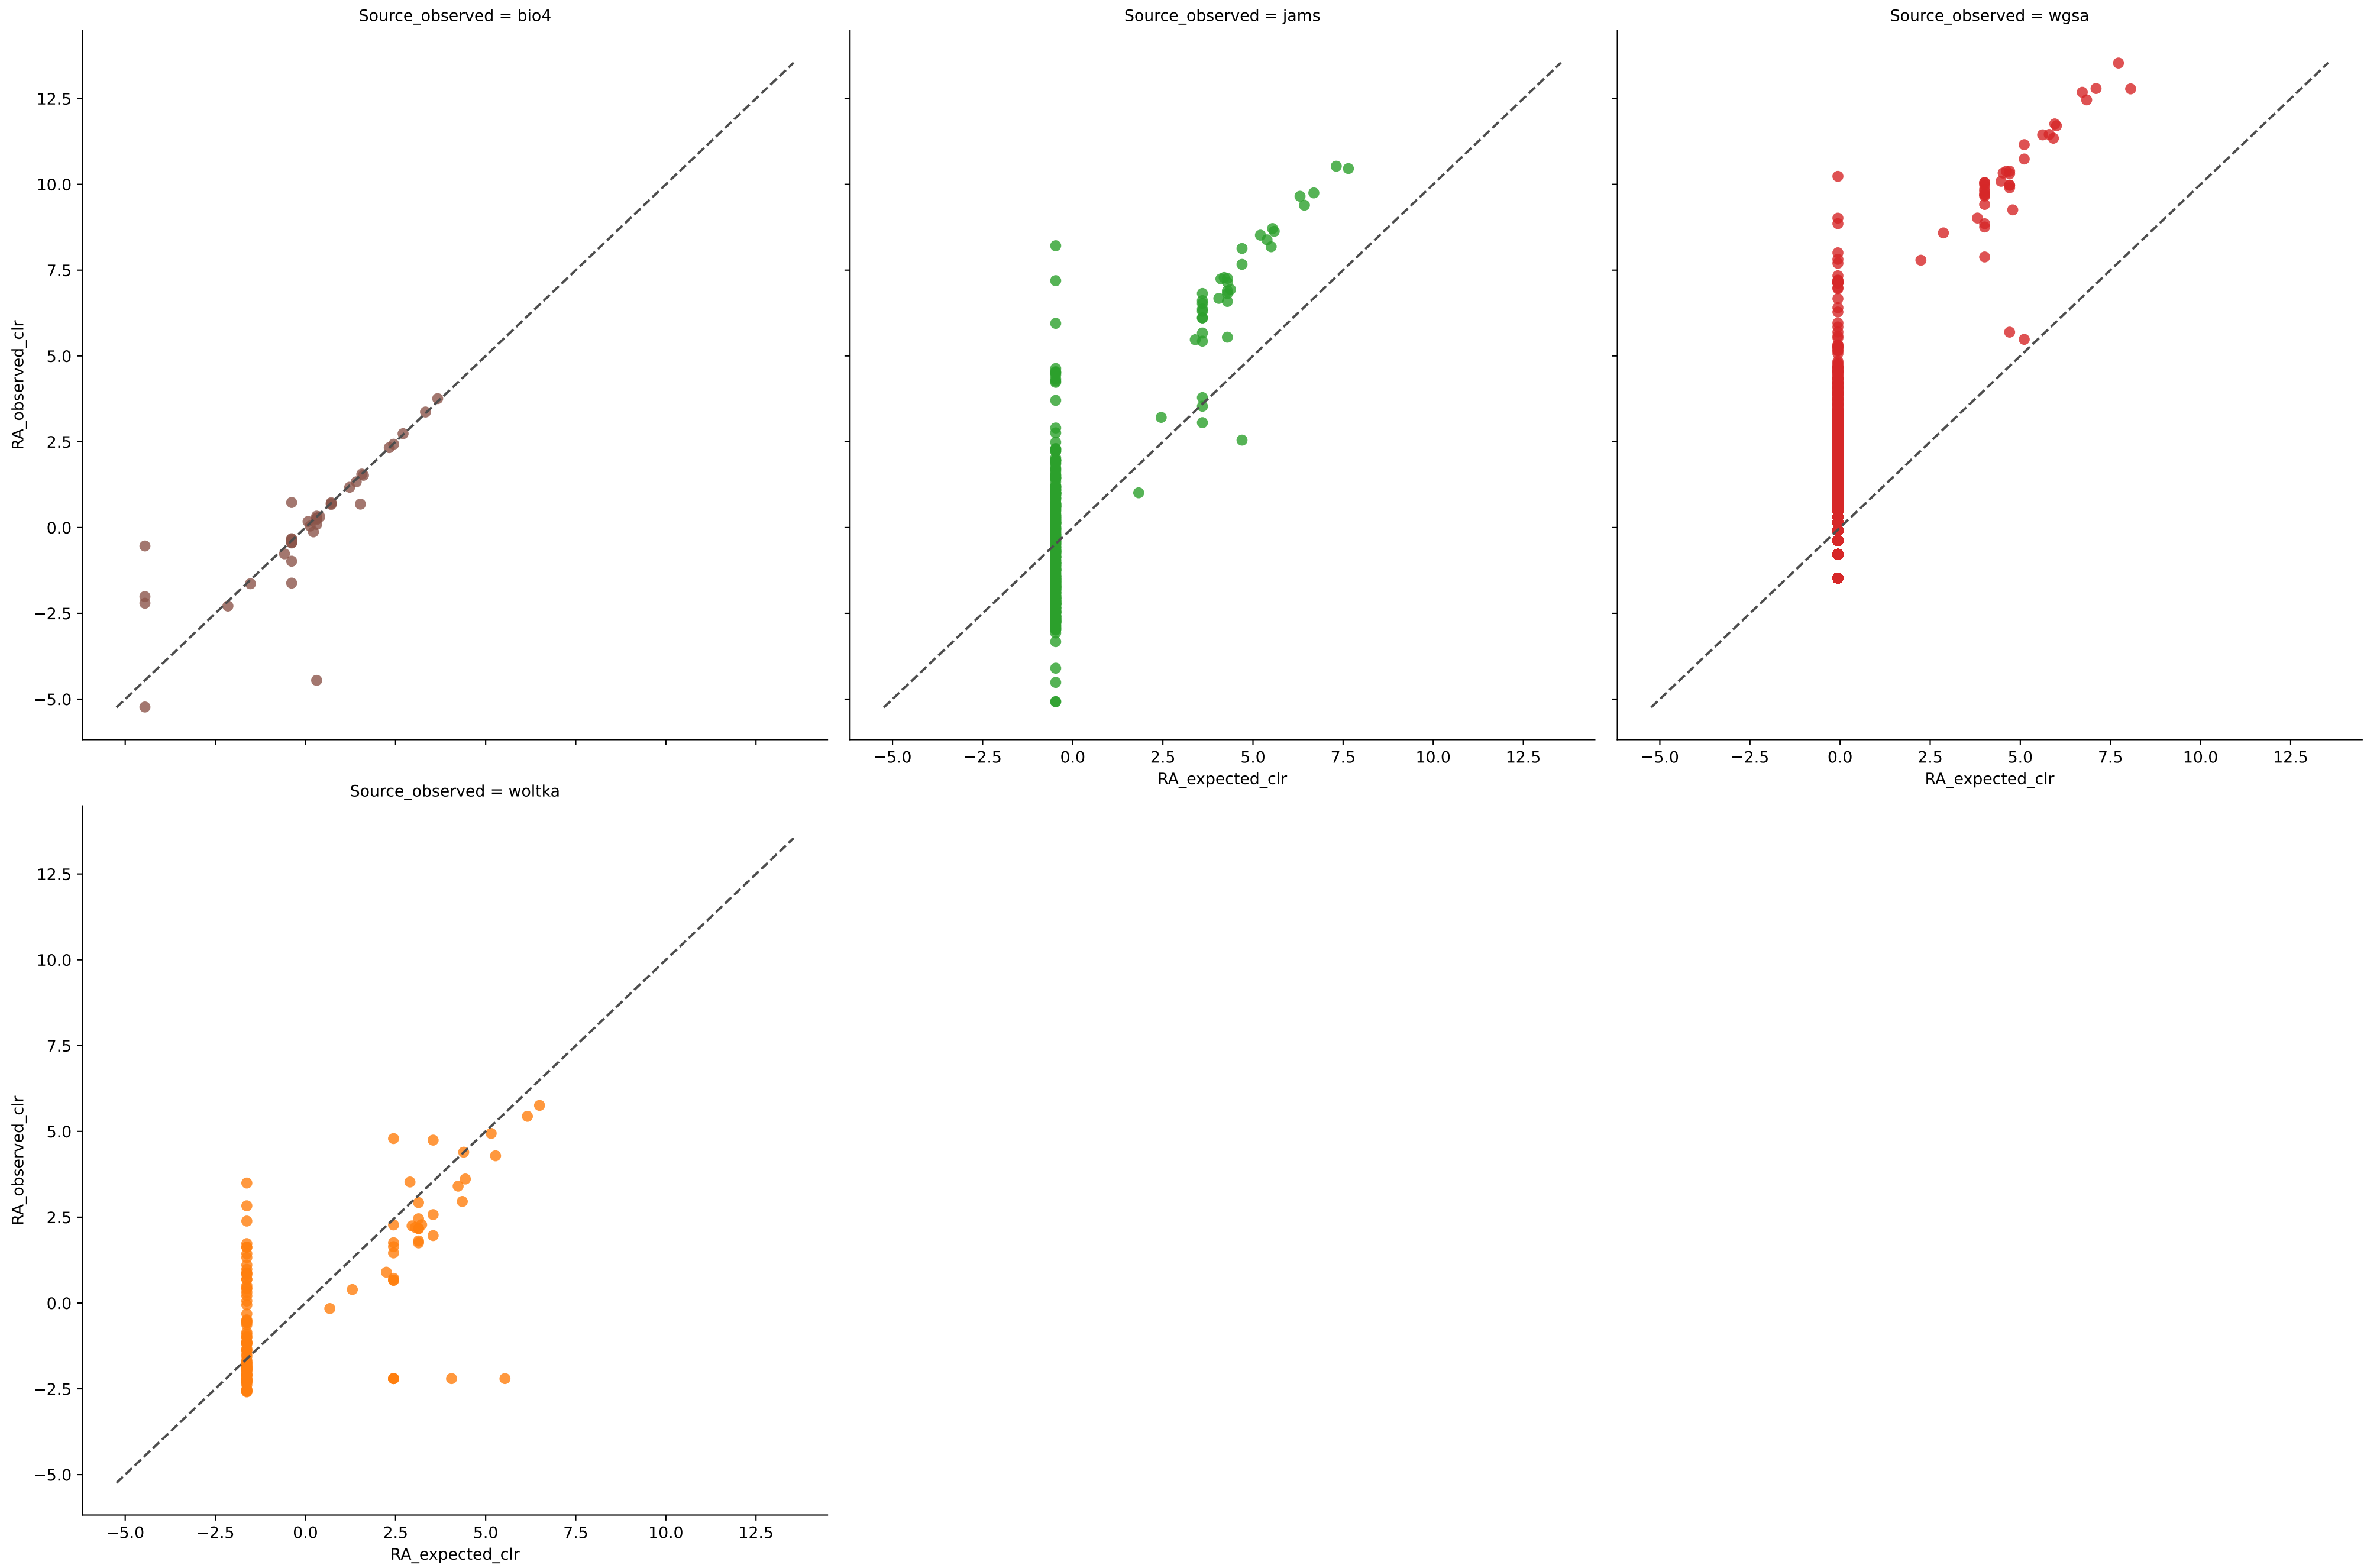 Source_observed = bio4
Source_observed = jams
Source_observed = wgsa
12.5
10.0
7.5
5.0
2.5
0.0
−2.5
−5.0
RA_observed_clr
−5.0 −2.5 0.0 2.5 5.0 7.5 10.0 12.5
RA_expected_clr
−5.0 −2.5 0.0 2.5 5.0 7.5 10.0 12.5
RA_expected_clr
Source_observed = woltka
12.5
10.0
7.5
5.0
2.5
0.0
−2.5
−5.0
RA_observed_clr
−5.0 −2.5 0.0 2.5 5.0 7.5 10.0 12.5
RA_expected_clr